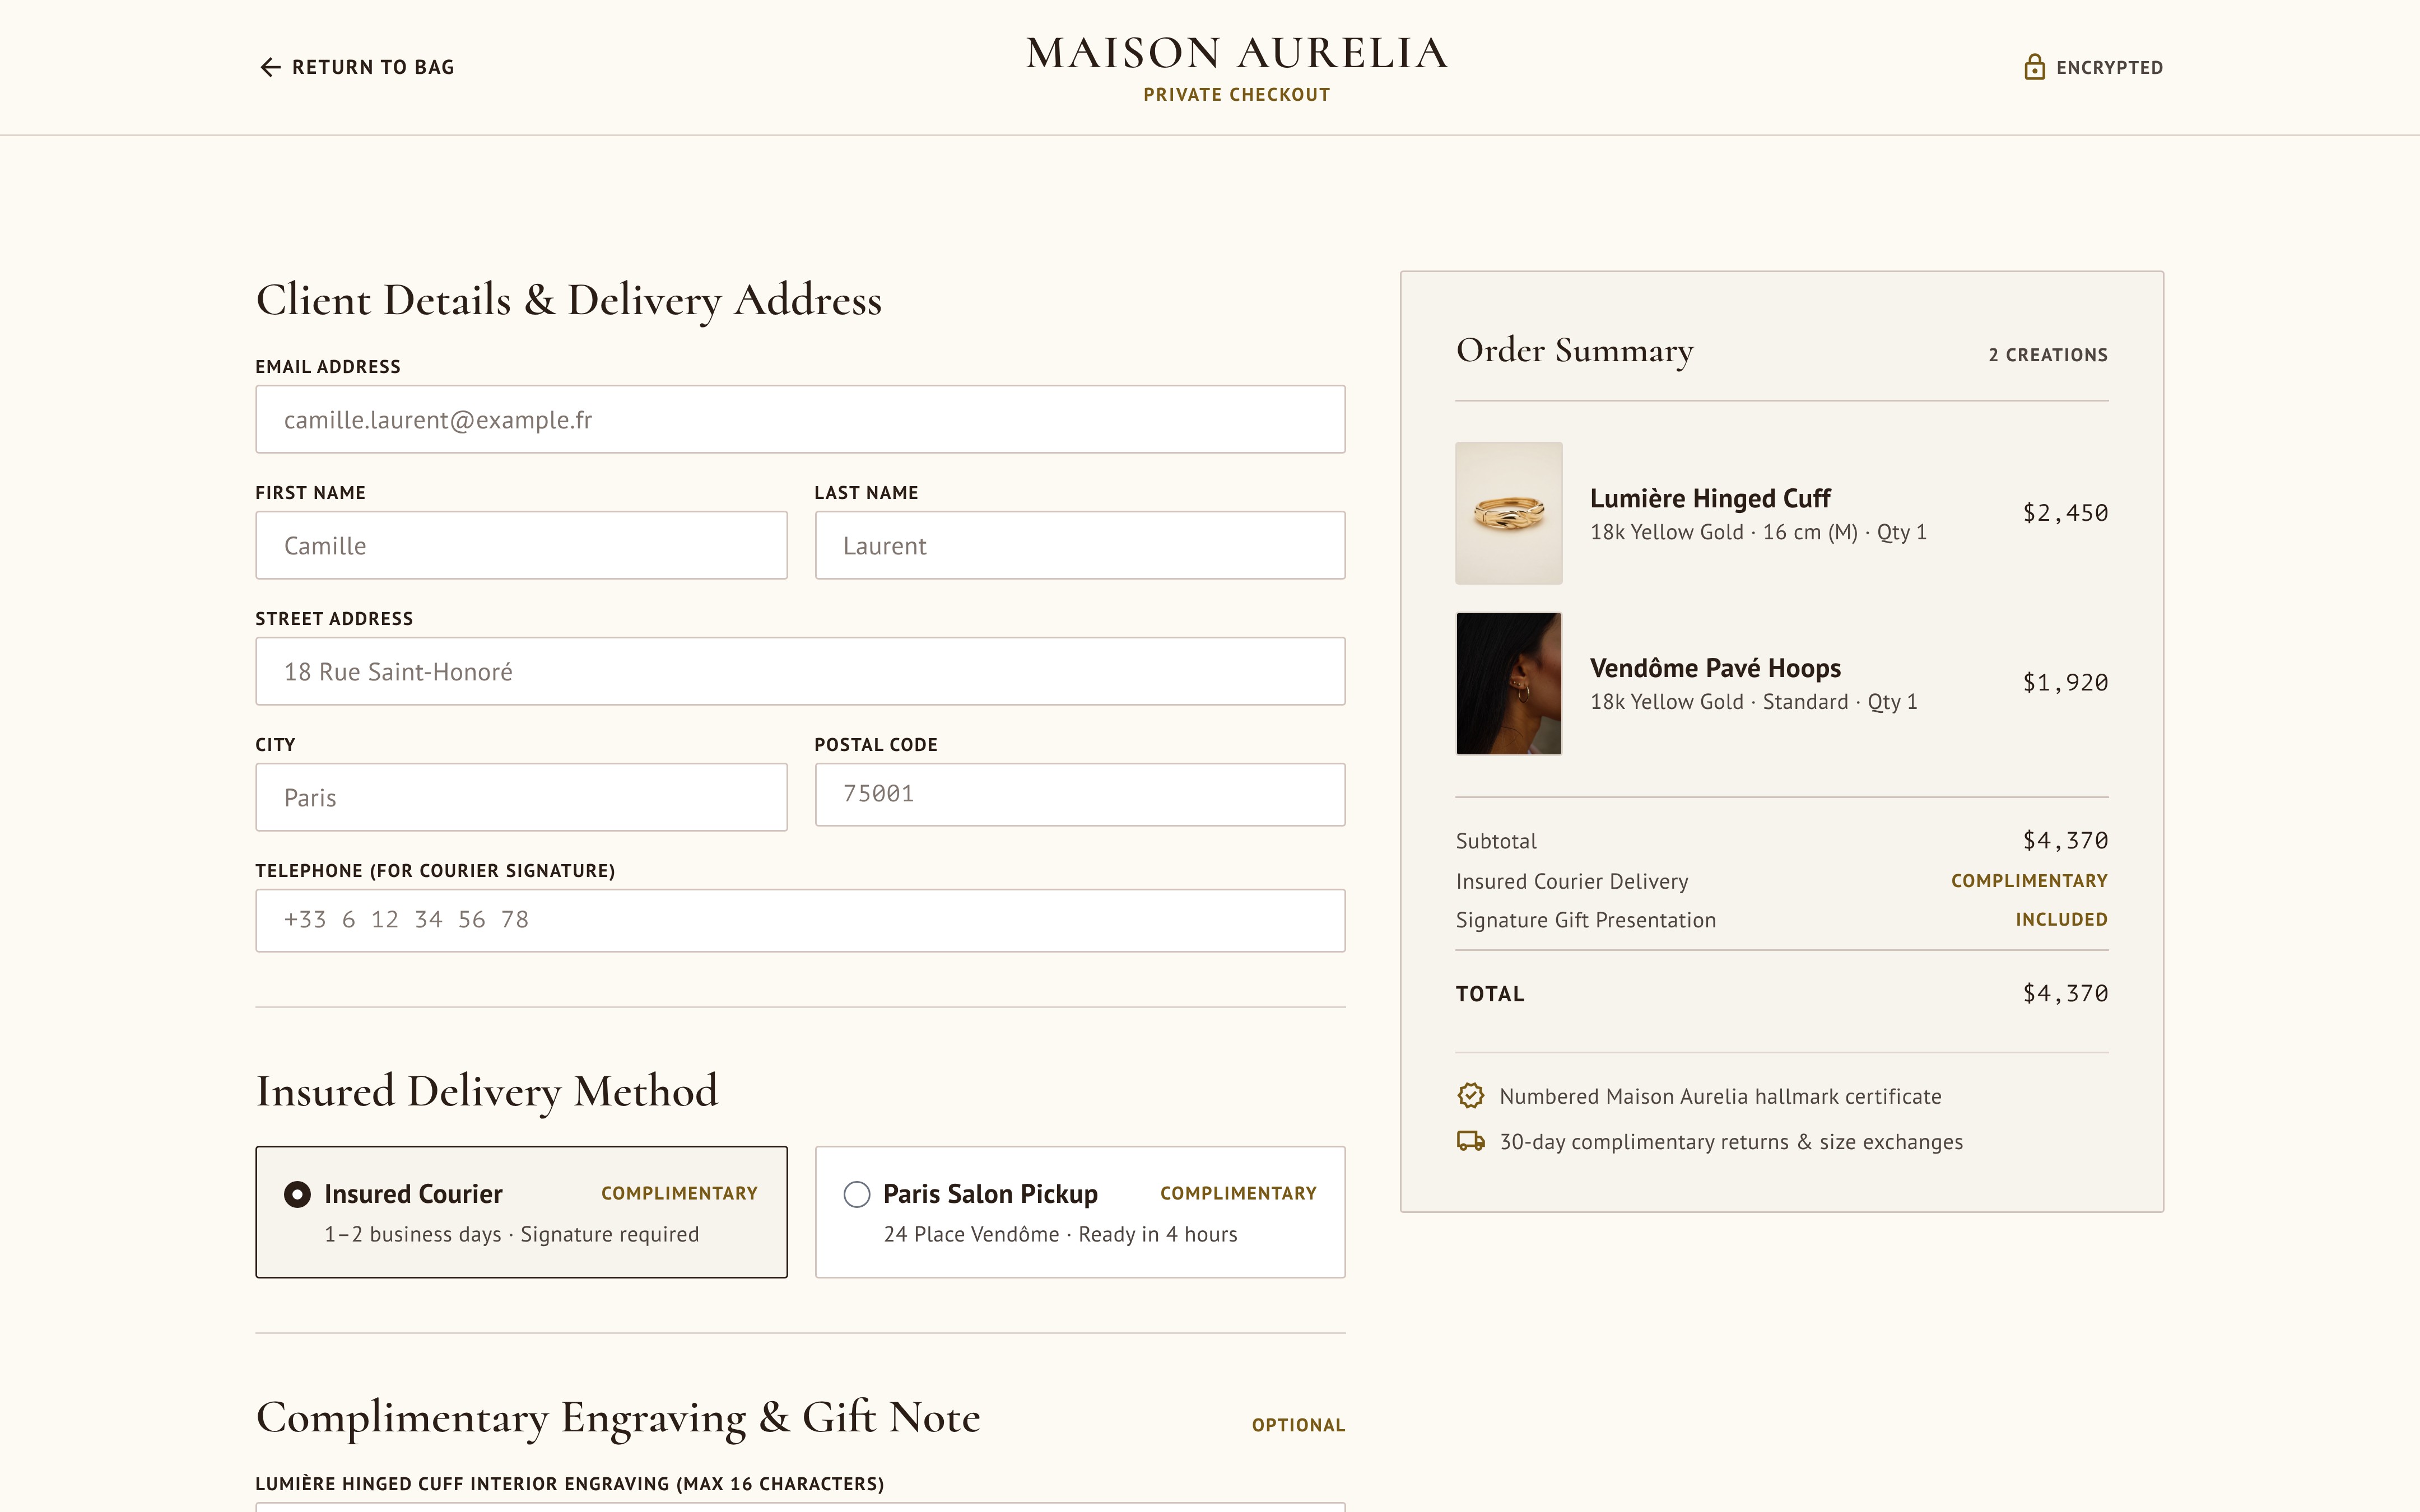 RETURN TO BAG
MAISON AURELIA
PRIVATE CHECKOUT
ENCRYPTED
Client Details & Delivery Address
EMAIL ADDRESS
camille.laurent@example.fr
FIRST NAME
LAST NAME
Camille
Laurent
STREET ADDRESS
18 Rue Saint-Honoré
CITY
POSTAL CODE
Paris
75001
TELEPHONE (FOR COURIER SIGNATURE)
+33 6 12 34 56 78
Insured Delivery Method
Insured Courier
COMPLIMENTARY
1–2 business days · Signature required
Paris Salon Pickup
COMPLIMENTARY
24 Place Vendôme · Ready in 4 hours
Complimentary Engraving & Gift Note
OPTIONAL
LUMIÈRE HINGED CUFF INTERIOR ENGRAVING (MAX 16 CHARACTERS)
Order Summary
2 CREATIONS
Lumière Hinged Cuff
18k Yellow Gold · 16 cm (M) · Qty 1
$2,450
Vendôme Pavé Hoops
18k Yellow Gold · Standard · Qty 1
$1,920
Subtotal
$4,370
Insured Courier Delivery
COMPLIMENTARY
Signature Gift Presentation
INCLUDED
TOTAL
$4,370
Numbered Maison Aurelia hallmark certificate
30-day complimentary returns & size exchanges